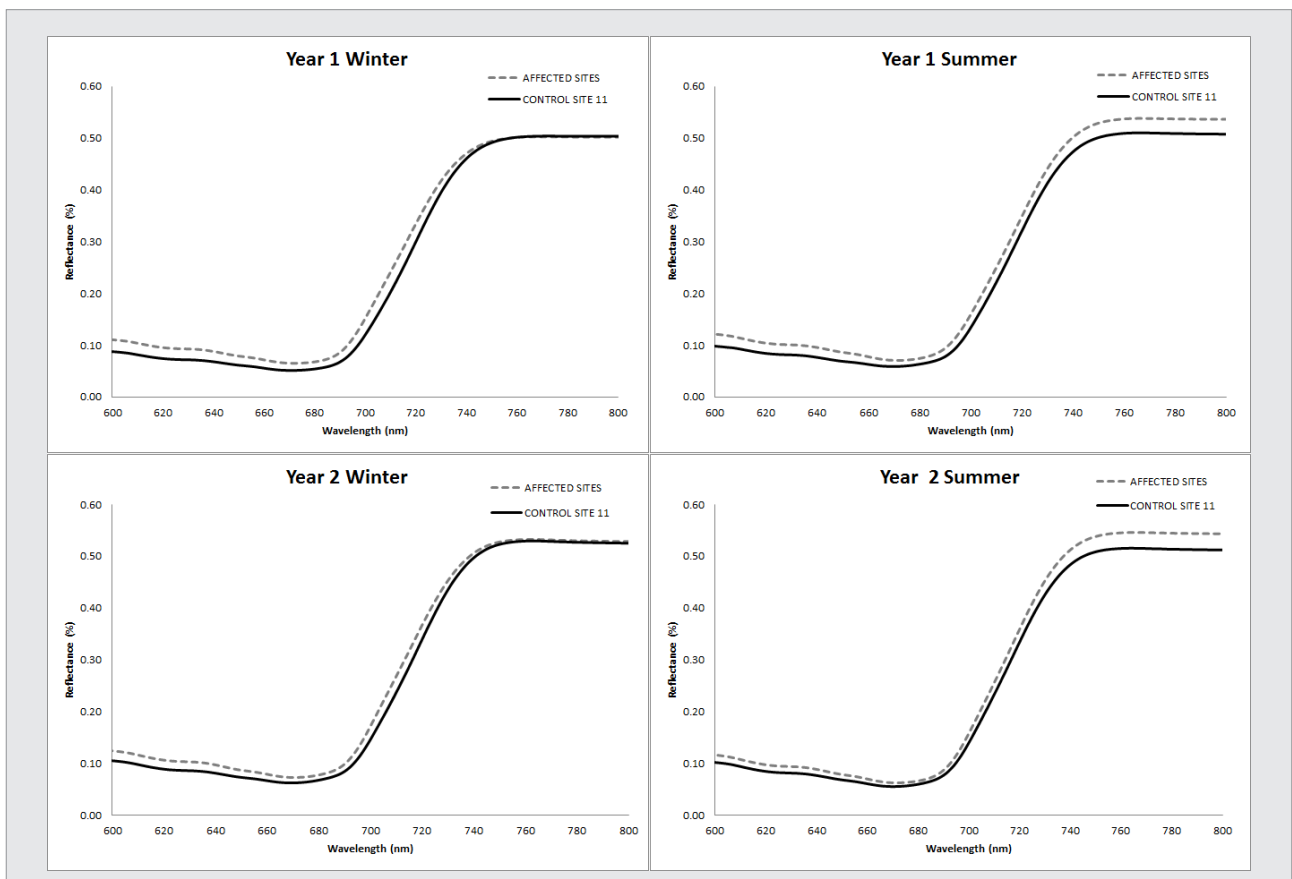 Year 1 Winter
AFFECTED SITES
CONTROL SITE 11
0.60
0.50
0.40
0.30
0.20
0.10
0.00
Reflectance (%)
600 620 640 660 680 700 720 740 760 780 800
Wavelength (nm)
Year 1 Summer
AFFECTED SITES
CONTROL SITE 11
0.60
0.50
0.40
0.30
0.20
0.10
0.00
Reflectance (%)
600 620 640 660 680 700 720 740 760 780 800
Wavelength (nm)
Year 2 Winter
AFFECTED SITES
CONTROL SITE 11
0.60
0.50
0.40
0.30
0.20
0.10
0.00
Reflectance (%)
600 620 640 660 680 700 720 740 760 780 800
Wavelength (nm)
Year 2 Summer
AFFECTED SITES
CONTROL SITE 11
0.60
0.50
0.40
0.30
0.20
0.10
0.00
Reflectance (%)
600 620 640 660 680 700 720 740 760 780 800
Wavelength (nm)